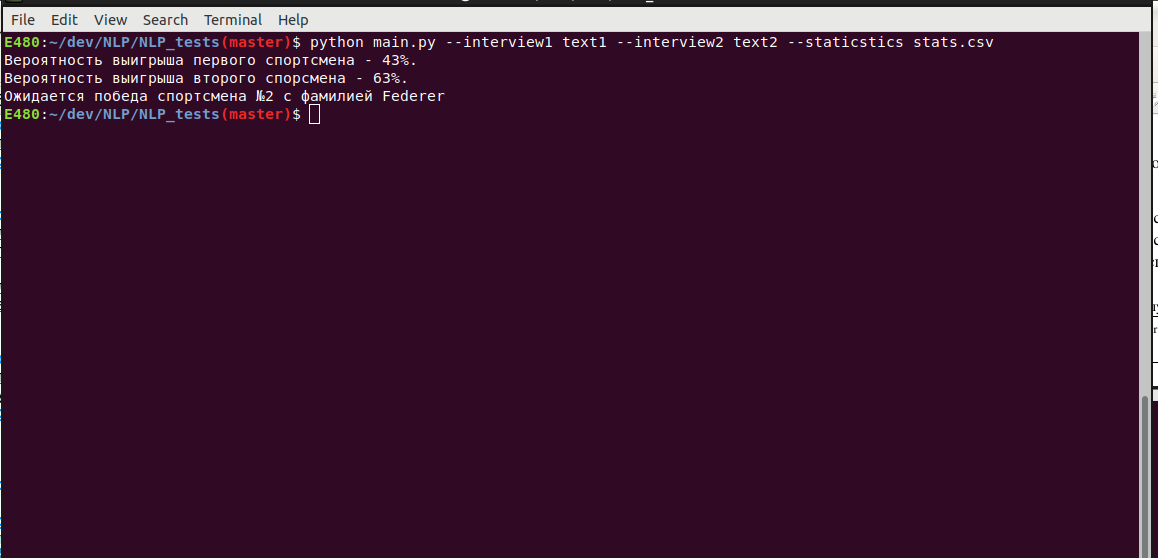 File Edit View Search Terminal Help
E480:~/dev/NLP/NLP_tests(master)$ python main.py --interview1 text1 --interview2 text2 --staticstics stats.csv
Вероятность выигрыша первого спортсмена - 43%.
Вероятность выигрыша второго спорсмена - 63%.
Ожидается победа спортсмена №2 с фамилией Federer
E480:~/dev/NLP/NLP_tests(master)$